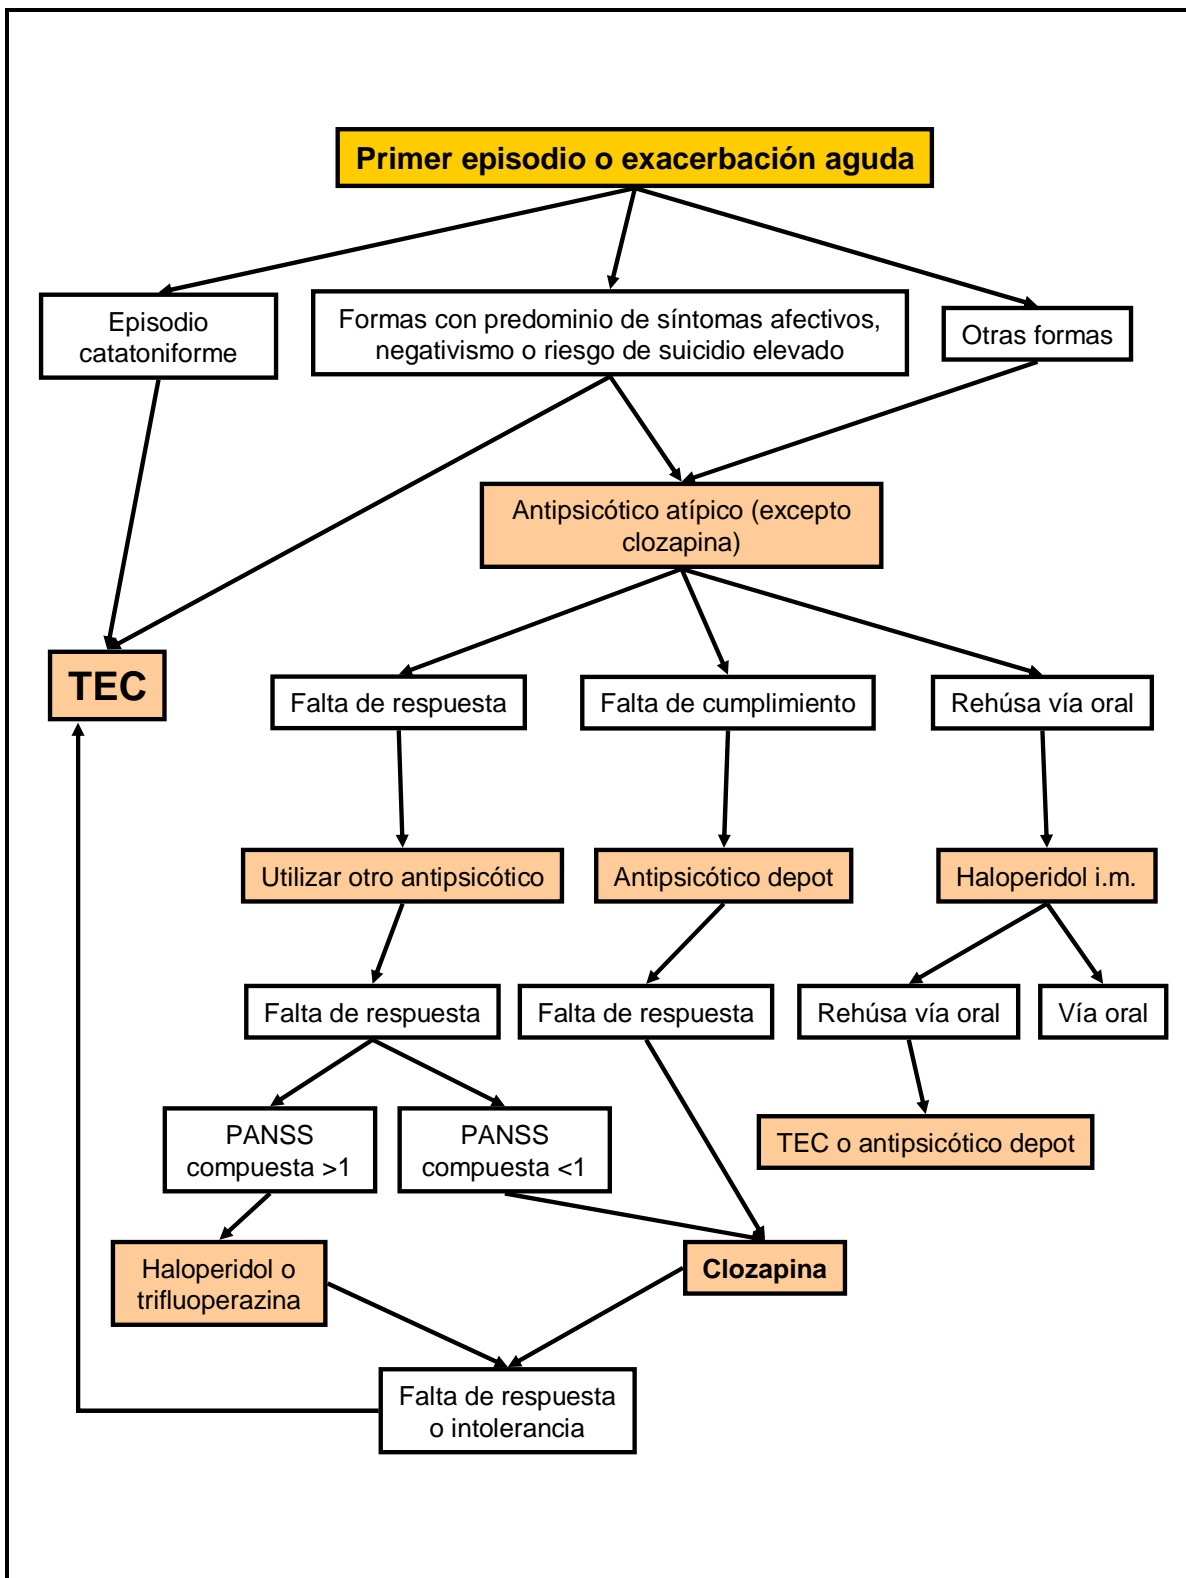 Primer episodio o exacerbación aguda
Episodio
catatoniforme
Formas con predominio de síntomas afectivos,
negativismo o riesgo de suicidio elevado
Otras formas
Antipsicótico atípico (excepto
clozapina)
TEC
Falta de respuesta
Falta de cumplimiento
Rehúsa vía oral
Utilizar otro antipsicótico
Antipsicótico depot
Haloperidol i.m.
Falta de respuesta
Falta de respuesta
Rehúsa vía oral
Vía oral
PANSS
compuesta >1
PANSS
compuesta <1
TEC o antipsicótico depot
Haloperidol o
trifluoperazina
Clozapina
Falta de respuesta
o intolerancia